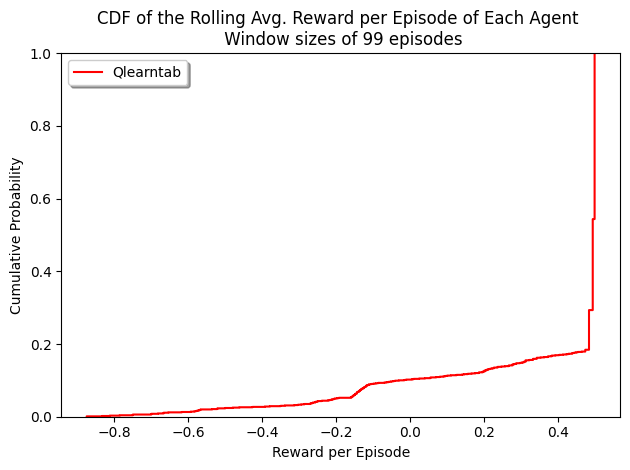 CDF of the Rolling Avg. Reward per Episode of Each Agent
Window sizes of 99 episodes
Qlearntab
1.0
0.8
0.6
0.4
0.2
0.0
Cumulative Probability
−0.8 −0.6 −0.4 −0.2 0.0 0.2 0.4
Reward per Episode